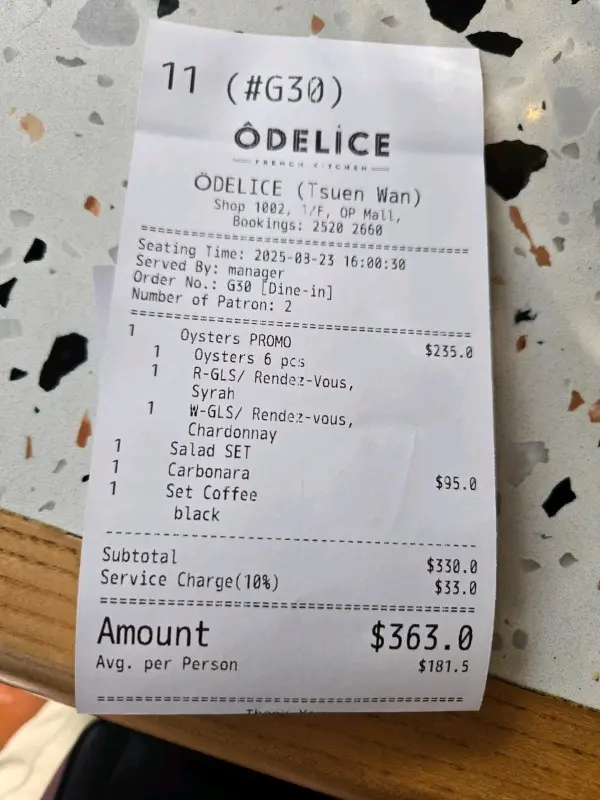 11 (#G30)
ÔDELİCE
FRENCH KITCHEN
ÖDELICE (Tsuen Wan)
Shop 1002, 1/F, OP Mall,
Bookings: 2520 2660
Seating Time: 2025-03-23 16:00:30
Served By: manager
Order No.: G30 [Dine-in]
Number of Patron: 2
1 Oysters PROMO $235.0
1 Oysters 6 pcs
1 R-GLS/ Rendez-Vous,
Syrah
1 W-GLS/ Rendez-vous,
Chardonnay
1 Salad SET
1 Carbonara $95.0
1 Set Coffee
black
Subtotal $330.0
Service Charge(10%) $33.0
Amount $363.0
Avg. per Person $181.5